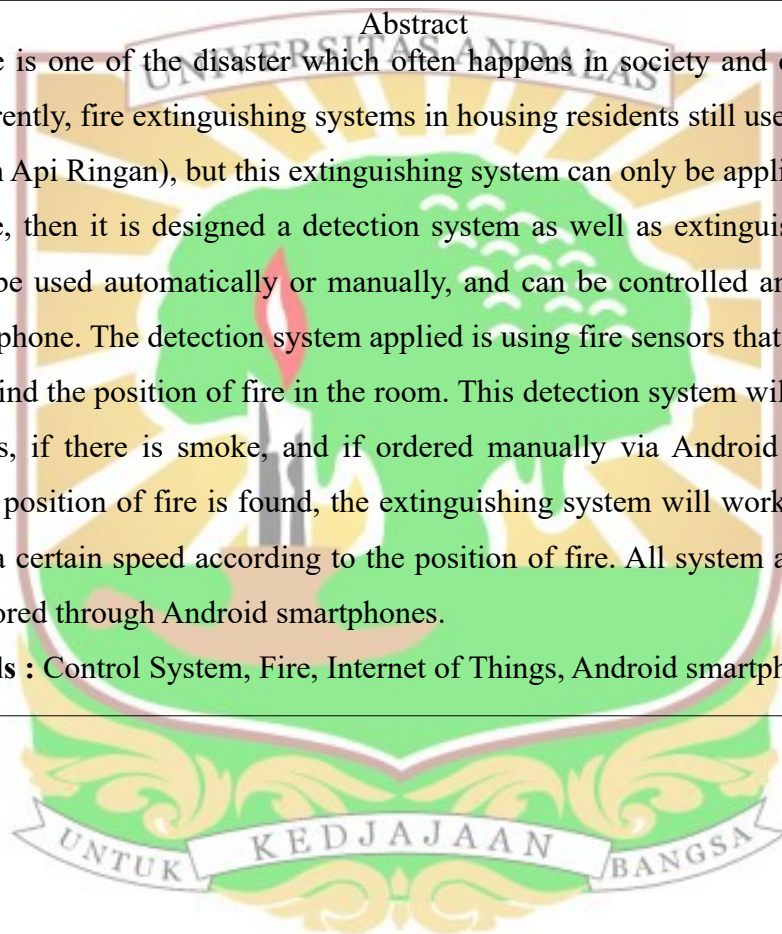 Abstract
UNIVERSITAS ANDALAS
e is one of the disaster which often happens in society and
rently, fire extinguishing systems in housing residents still use
n Api Ringan), but this extinguishing system can only be appli
e, then it is designed a detection system as well as extinguis
be used automatically or manually, and can be controlled an
phone. The detection system applied is using fire sensors that
ind the position of fire in the room. This detection system wil
s, if there is smoke, and if ordered manually via Android
position of fire is found, the extinguishing system will work
a certain speed according to the position of fire. All system a
ored through Android smartphones.
ds : Control System, Fire, Internet of Things, Android smartph
UNTUK KEDJAJAAN BANGSA